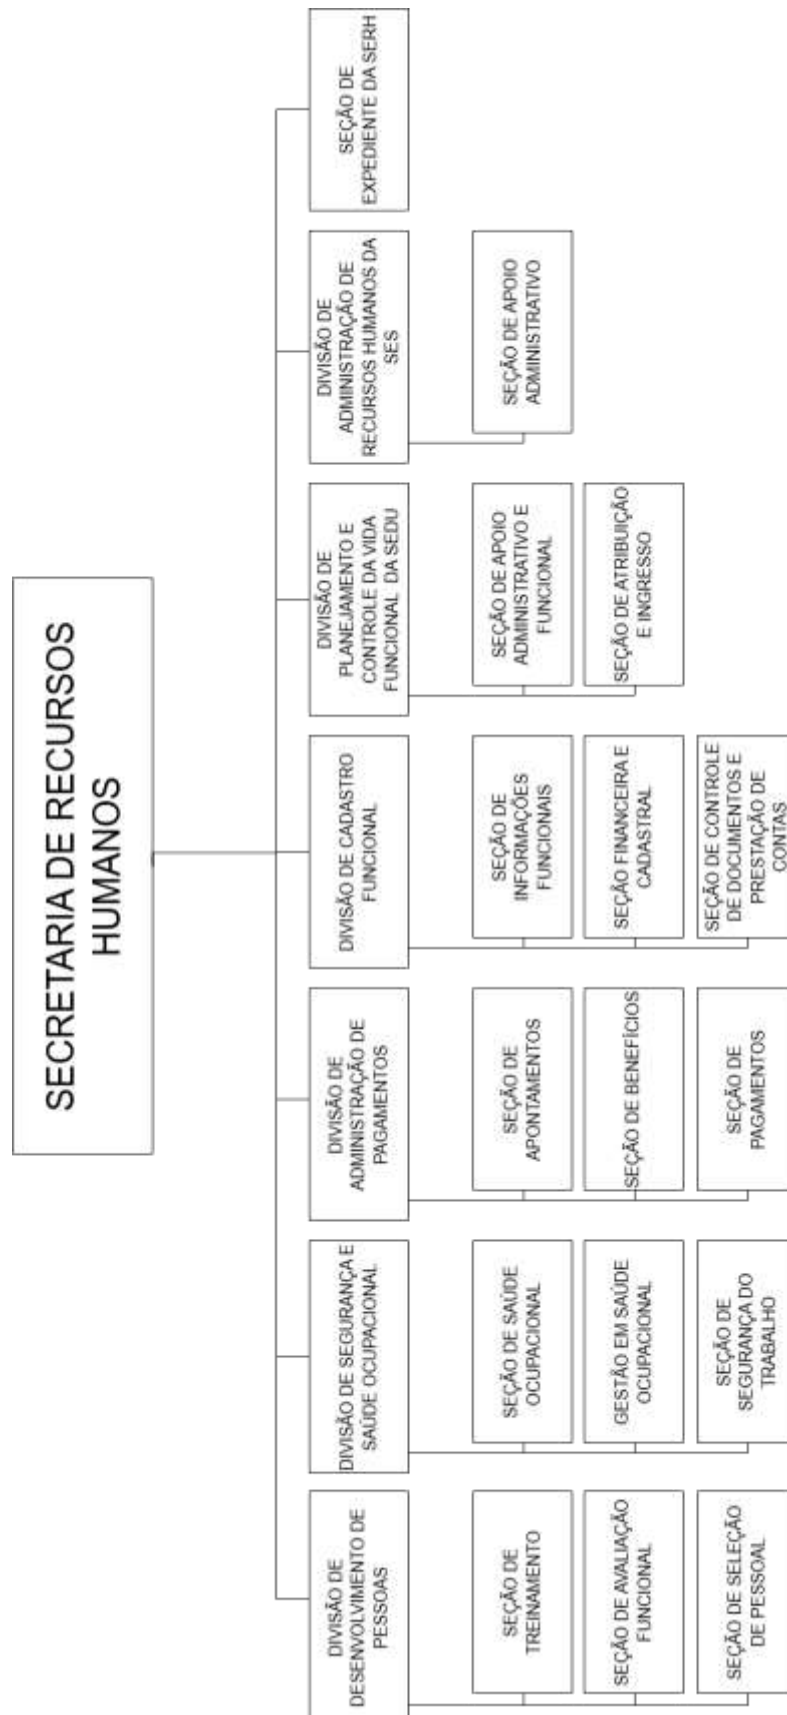 SECRETARIA DE RECURSOS
HUMANOS
DIVISÃO DE
DESENVOLVIMENTO DE
PESSOAS
DIVISÃO DE SEGURANÇA E
SAÚDE OCUPACIONAL
DIVISÃO DE
ADMINISTRAÇÃO DE
PAGAMENTOS
DIVISÃO DE CADASTRO
FUNCIONAL
DIVISÃO DE
PLANEJAMENTO E
CONTROLE DA VIDA
FUNCIONAL DA SEDU
DIVISÃO DE
ADMINISTRAÇÃO DE
RECURSOS HUMANOS DA
SES
SEÇÃO DE
EXPEDIENTE DA SERH
SEÇÃO DE
TREINAMENTO
SEÇÃO DE SAÚDE
OCUPACIONAL
SEÇÃO DE
APONTAMENTOS
SEÇÃO DE
INFORMAÇÕES
FUNCIONAIS
SEÇÃO DE APOIO
ADMINISTRATIVO E
FUNCIONAL
SEÇÃO DE APOIO
ADMINISTRATIVO
SEÇÃO DE AVALIAÇÃO
FUNCIONAL
GESTÃO EM SAÚDE
OCUPACIONAL
SEÇÃO DE BENEFÍCIOS
SEÇÃO FINANCEIRA E
CADASTRAL
SEÇÃO DE ATRIBUIÇÃO
E INGRESSO
SEÇÃO DE SELEÇÃO
DE PESSOAL
SEÇÃO DE
SEGURANÇA DO
TRABALHO
SEÇÃO DE
PAGAMENTOS
SEÇÃO DE CONTROLE
DE DOCUMENTOS E
PRESTAÇÃO DE
CONTAS